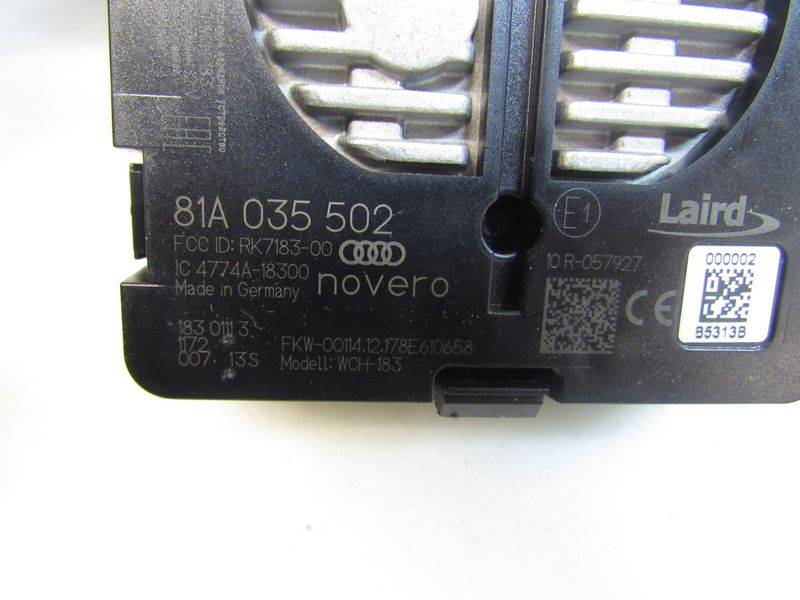 81A 035 502
FCC ID: RK7183-00
IC 4774A-18300
Made in Germany
novero
183 0111 3
1172
007 13S
FKW-00114.12.178E610658
Modell: WCH-183
E1
10 R-057927
Laird
CE
000002
B5313B
EAC